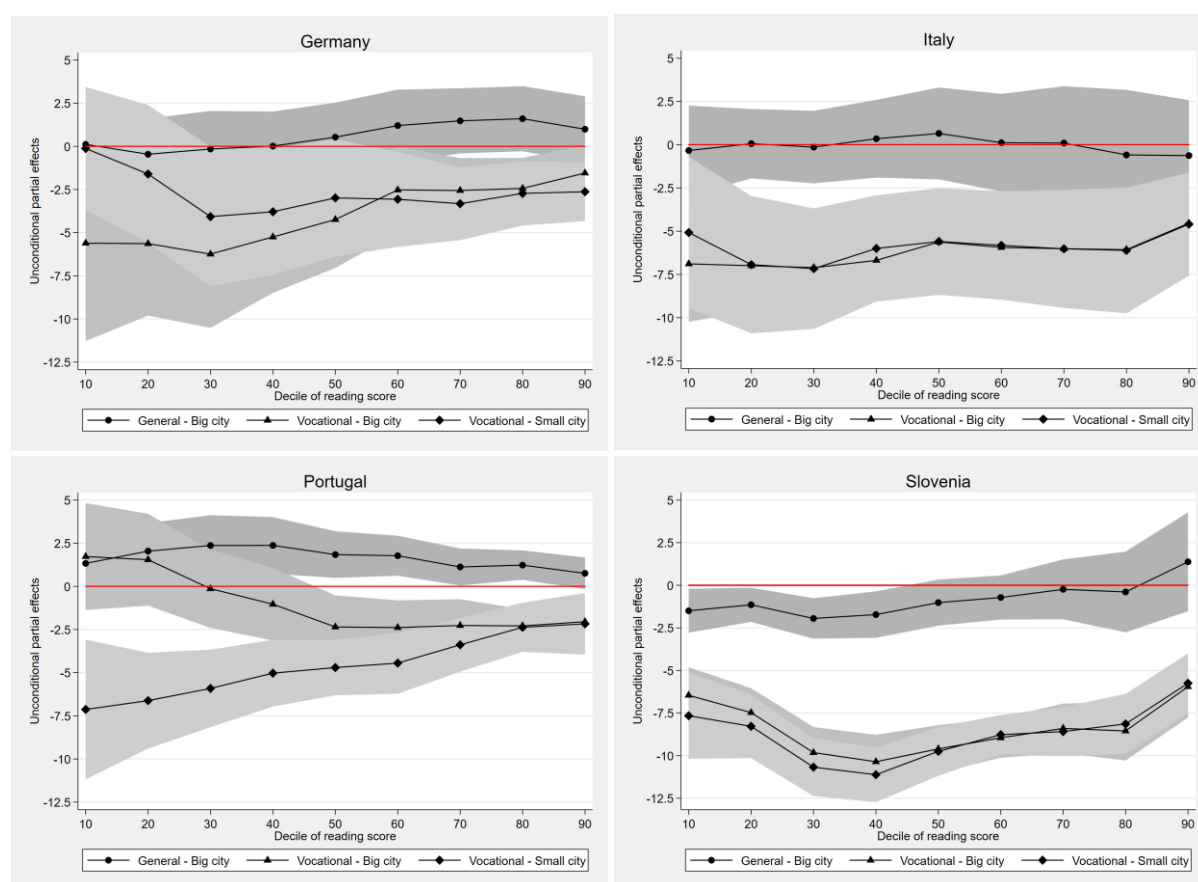 Germany
Unconditional partial effects
5
2.5
0
-2.5
-5
-7.5
-10
-12.5
10 20 30 40 50 60 70 80 90
Decile of reading score
General - Big city Vocational - Big city Vocational - Small city
Italy
Unconditional partial effects
5
2.5
0
-2.5
-5
-7.5
-10
-12.5
10 20 30 40 50 60 70 80 90
Decile of reading score
General - Big city Vocational - Big city Vocational - Small city
Portugal
Unconditional partial effects
5
2.5
0
-2.5
-5
-7.5
-10
-12.5
10 20 30 40 50 60 70 80 90
Decile of reading score
General - Big city Vocational - Big city Vocational - Small city
Slovenia
Unconditional partial effects
5
2.5
0
-2.5
-5
-7.5
-10
-12.5
10 20 30 40 50 60 70 80 90
Decile of reading score
General - Big city Vocational - Big city Vocational - Small city